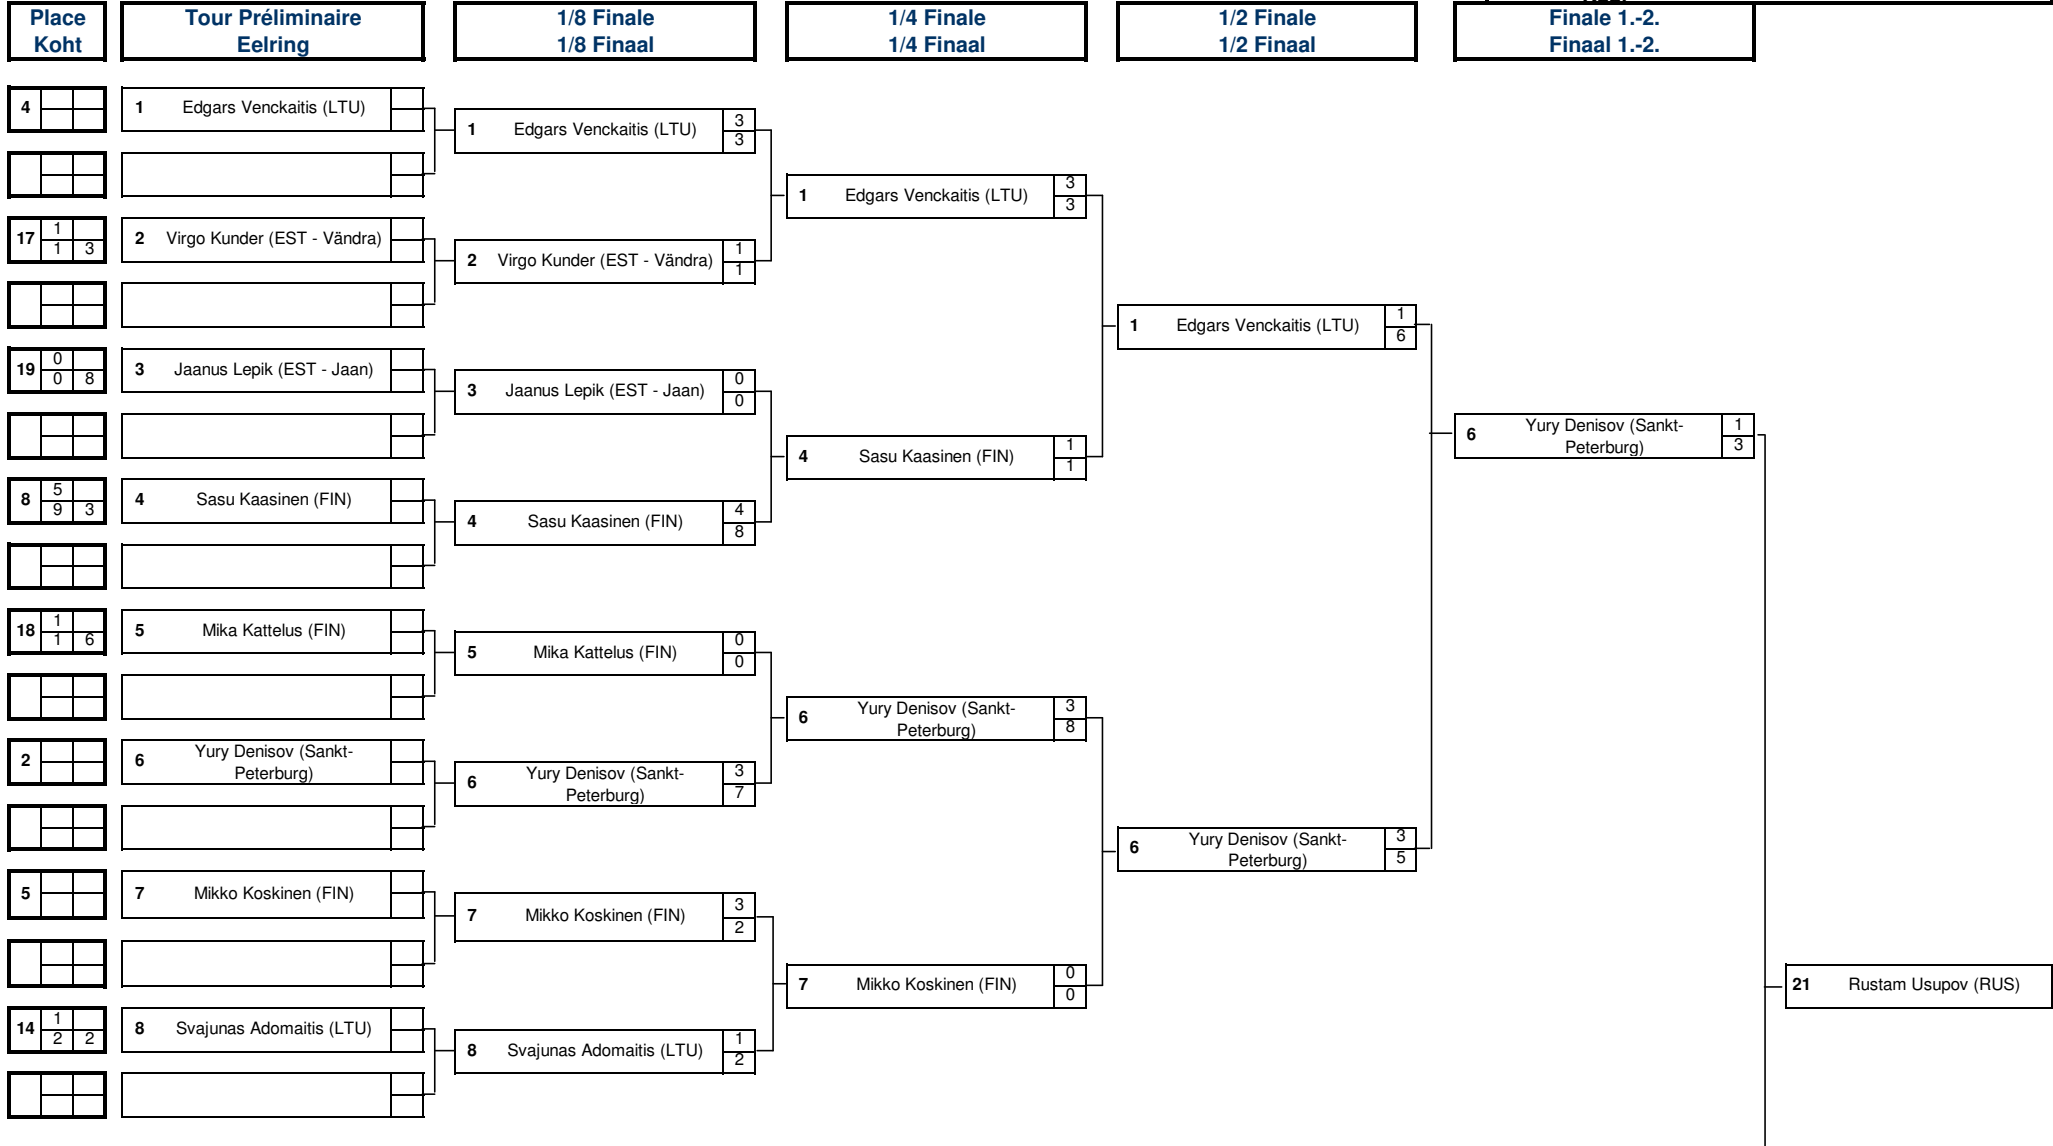 Place
Koht
Tour Préliminaire
Eelring
1/8 Finale
1/8 Finaal
1/4 Finale
1/4 Finaal
1/2 Finale
1/2 Finaal
Finale 1.-2.
Finaal 1.-2.
4
1 Edgars Venckaitis (LTU)
1 Edgars Venckaitis (LTU) 3
3
1 Edgars Venckaitis (LTU) 3
3
17 1
1 3
2 Virgo Kunder (EST - Vändra)
2 Virgo Kunder (EST - Vändra) 1
1
1 Edgars Venckaitis (LTU) 1
6
19 0
0 8
3 Jaanus Lepik (EST - Jaan)
3 Jaanus Lepik (EST - Jaan) 0
0
6 Yury Denisov (Sankt-
Peterburg)
1
3
4 Sasu Kaasinen (FIN) 1
1
8 5
9 3
4 Sasu Kaasinen (FIN)
4 Sasu Kaasinen (FIN) 4
8
18 1
1 6
5 Mika Kattelus (FIN)
5 Mika Kattelus (FIN) 0
0
6 Yury Denisov (Sankt-
Peterburg)
3
8
2
6 Yury Denisov (Sankt-
Peterburg)
6 Yury Denisov (Sankt-
Peterburg)
3
7
6 Yury Denisov (Sankt-
Peterburg)
3
5
5
7 Mikko Koskinen (FIN)
7 Mikko Koskinen (FIN) 3
2
7 Mikko Koskinen (FIN) 0
0
21 Rustam Usupov (RUS)
14 1
2 2
8 Svajunas Adomaitis (LTU)
8 Svajunas Adomaitis (LTU) 1
2